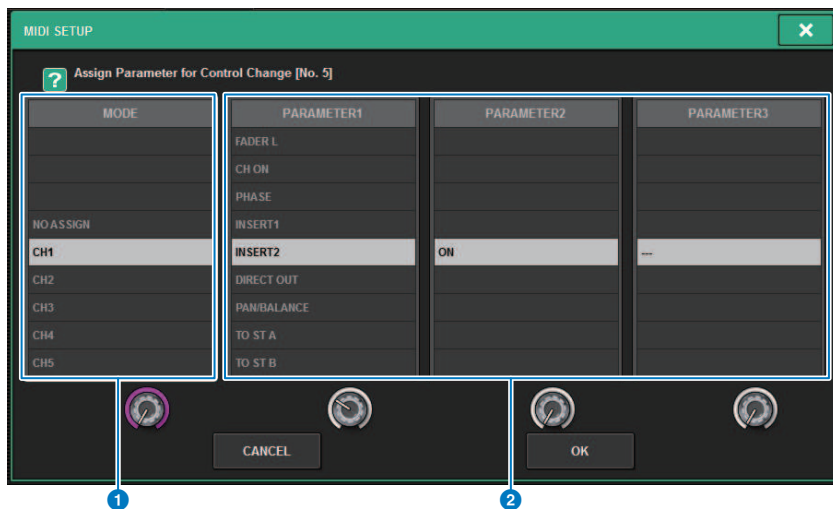 MIDI SETUP
?
Assign Parameter for Control Change [No. 5]
MODE
NO ASSIGN
CH1
CH2
CH3
CH4
CH5
PARAMETER1
FADER L
CH ON
PHASE
INSERT1
INSERT2
DIRECT OUT
PAN/BALANCE
TO ST A
TO ST B
PARAMETER2
ON
PARAMETER3
---
CANCEL
OK
1
2